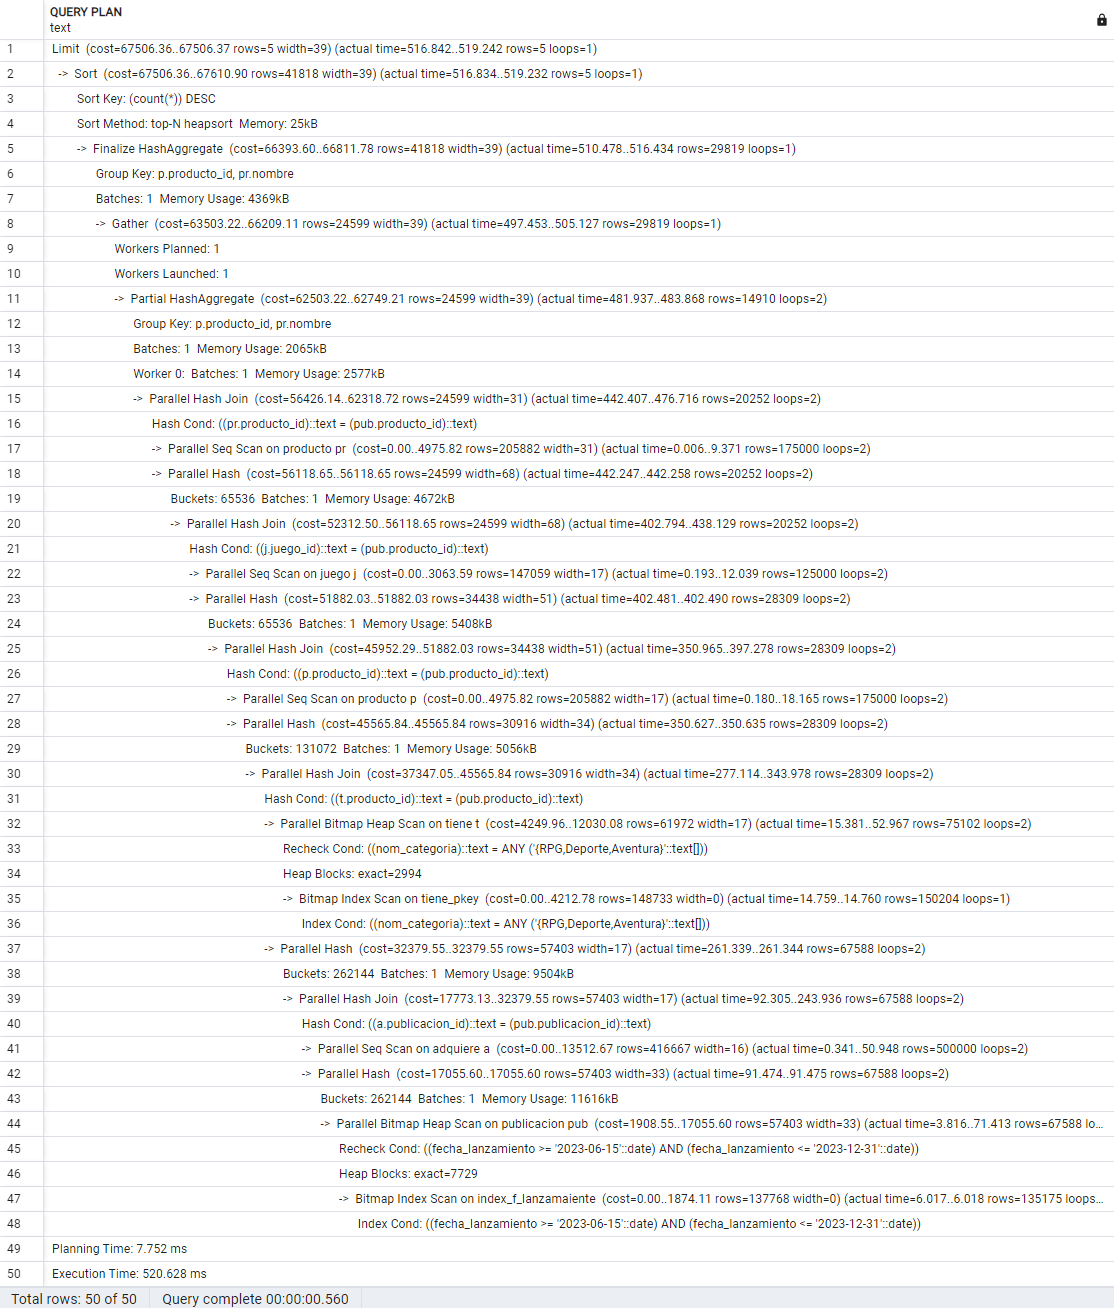 QUERY PLAN
text
1 Limit (cost=67506.36..67506.37 rows=5 width=39) (actual time=516.842..519.242 rows=5 loops=1)
2 -> Sort (cost=67506.36..67610.90 rows=41818 width=39) (actual time=516.834..519.232 rows=5 loops=1)
3 Sort Key: (count(*)) DESC
4 Sort Method: top-N heapsort Memory: 25kB
5 -> Finalize HashAggregate (cost=66393.60..66811.78 rows=41818 width=39) (actual time=510.478..516.434 rows=29819 loops=1)
6 Group Key: p.producto_id, pr.nombre
7 Batches: 1 Memory Usage: 4369kB
8 -> Gather (cost=63503.22..66209.11 rows=24599 width=39) (actual time=497.453..505.127 rows=29819 loops=1)
9 Workers Planned: 1
10 Workers Launched: 1
11 -> Partial HashAggregate (cost=62503.22..62749.21 rows=24599 width=39) (actual time=481.937..483.868 rows=14910 loops=2)
12 Group Key: p.producto_id, pr.nombre
13 Batches: 1 Memory Usage: 2065kB
14 Worker 0: Batches: 1 Memory Usage: 2577kB
15 -> Parallel Hash Join (cost=56426.14..62318.72 rows=24599 width=31) (actual time=442.407..476.716 rows=20252 loops=2)
16 Hash Cond: ((pr.producto_id)::text = (pub.producto_id)::text)
17 -> Parallel Seq Scan on producto pr (cost=0.00..4975.82 rows=205882 width=31) (actual time=0.006..9.371 rows=175000 loops=2)
18 -> Parallel Hash (cost=56118.65..56118.65 rows=24599 width=68) (actual time=442.247..442.258 rows=20252 loops=2)
19 Buckets: 65536 Batches: 1 Memory Usage: 4672kB
20 -> Parallel Hash Join (cost=52312.50..56118.65 rows=24599 width=68) (actual time=402.794..438.129 rows=20252 loops=2)
21 Hash Cond: ((j.juego_id)::text = (pub.producto_id)::text)
22 -> Parallel Seq Scan on juego j (cost=0.00..3063.59 rows=147059 width=17) (actual time=0.193..12.039 rows=125000 loops=2)
23 -> Parallel Hash (cost=51882.03..51882.03 rows=34438 width=51) (actual time=402.481..402.490 rows=28309 loops=2)
24 Buckets: 65536 Batches: 1 Memory Usage: 5408kB
25 -> Parallel Hash Join (cost=45952.29..51882.03 rows=34438 width=51) (actual time=350.965..397.278 rows=28309 loops=2)
26 Hash Cond: ((p.producto_id)::text = (pub.producto_id)::text)
27 -> Parallel Seq Scan on producto p (cost=0.00..4975.82 rows=205882 width=17) (actual time=0.180..18.165 rows=175000 loops=2)
28 -> Parallel Hash (cost=45565.84..45565.84 rows=30916 width=34) (actual time=350.627..350.635 rows=28309 loops=2)
29 Buckets: 131072 Batches: 1 Memory Usage: 5056kB
30 -> Parallel Hash Join (cost=37347.05..45565.84 rows=30916 width=34) (actual time=277.114..343.978 rows=28309 loops=2)
31 Hash Cond: ((t.producto_id)::text = (pub.producto_id)::text)
32 -> Parallel Bitmap Heap Scan on tiene t (cost=4249.96..12030.08 rows=61972 width=17) (actual time=15.381..52.967 rows=75102 loops=2)
33 Recheck Cond: ((nom_categoria)::text = ANY ('{RPG,Deporte,Aventura}'::text[]))
34 Heap Blocks: exact=2994
35 -> Bitmap Index Scan on tiene_pkey (cost=0.00..4212.78 rows=148733 width=0) (actual time=14.759..14.760 rows=150204 loops=1)
36 Index Cond: ((nom_categoria)::text = ANY ('{RPG,Deporte,Aventura}'::text[]))
37 -> Parallel Hash (cost=32379.55..32379.55 rows=57403 width=17) (actual time=261.339..261.344 rows=67588 loops=2)
38 Buckets: 262144 Batches: 1 Memory Usage: 9504kB
39 -> Parallel Hash Join (cost=17773.13..32379.55 rows=57403 width=17) (actual time=92.305..243.936 rows=67588 loops=2)
40 Hash Cond: ((a.publicacion_id)::text = (pub.publicacion_id)::text)
41 -> Parallel Seq Scan on adquiere a (cost=0.00..13512.67 rows=416667 width=16) (actual time=0.341..50.948 rows=500000 loops=2)
42 -> Parallel Hash (cost=17055.60..17055.60 rows=57403 width=33) (actual time=91.474..91.475 rows=67588 loops=2)
43 Buckets: 262144 Batches: 1 Memory Usage: 11616kB
44 -> Parallel Bitmap Heap Scan on publicacion pub (cost=1908.55..17055.60 rows=57403 width=33) (actual time=3.816..71.413 rows=67588 lo...
45 Recheck Cond: ((fecha_lanzamiento >= '2023-06-15'::date) AND (fecha_lanzamiento <= '2023-12-31'::date))
46 Heap Blocks: exact=7729
47 -> Bitmap Index Scan on index_f_lanzamaiente (cost=0.00..1874.11 rows=137768 width=0) (actual time=6.017..6.018 rows=135175 loops...
48 Index Cond: ((fecha_lanzamiento >= '2023-06-15'::date) AND (fecha_lanzamiento <= '2023-12-31'::date))
49 Planning Time: 7.752 ms
50 Execution Time: 520.628 ms
Total rows: 50 of 50 Query complete 00:00:00.560